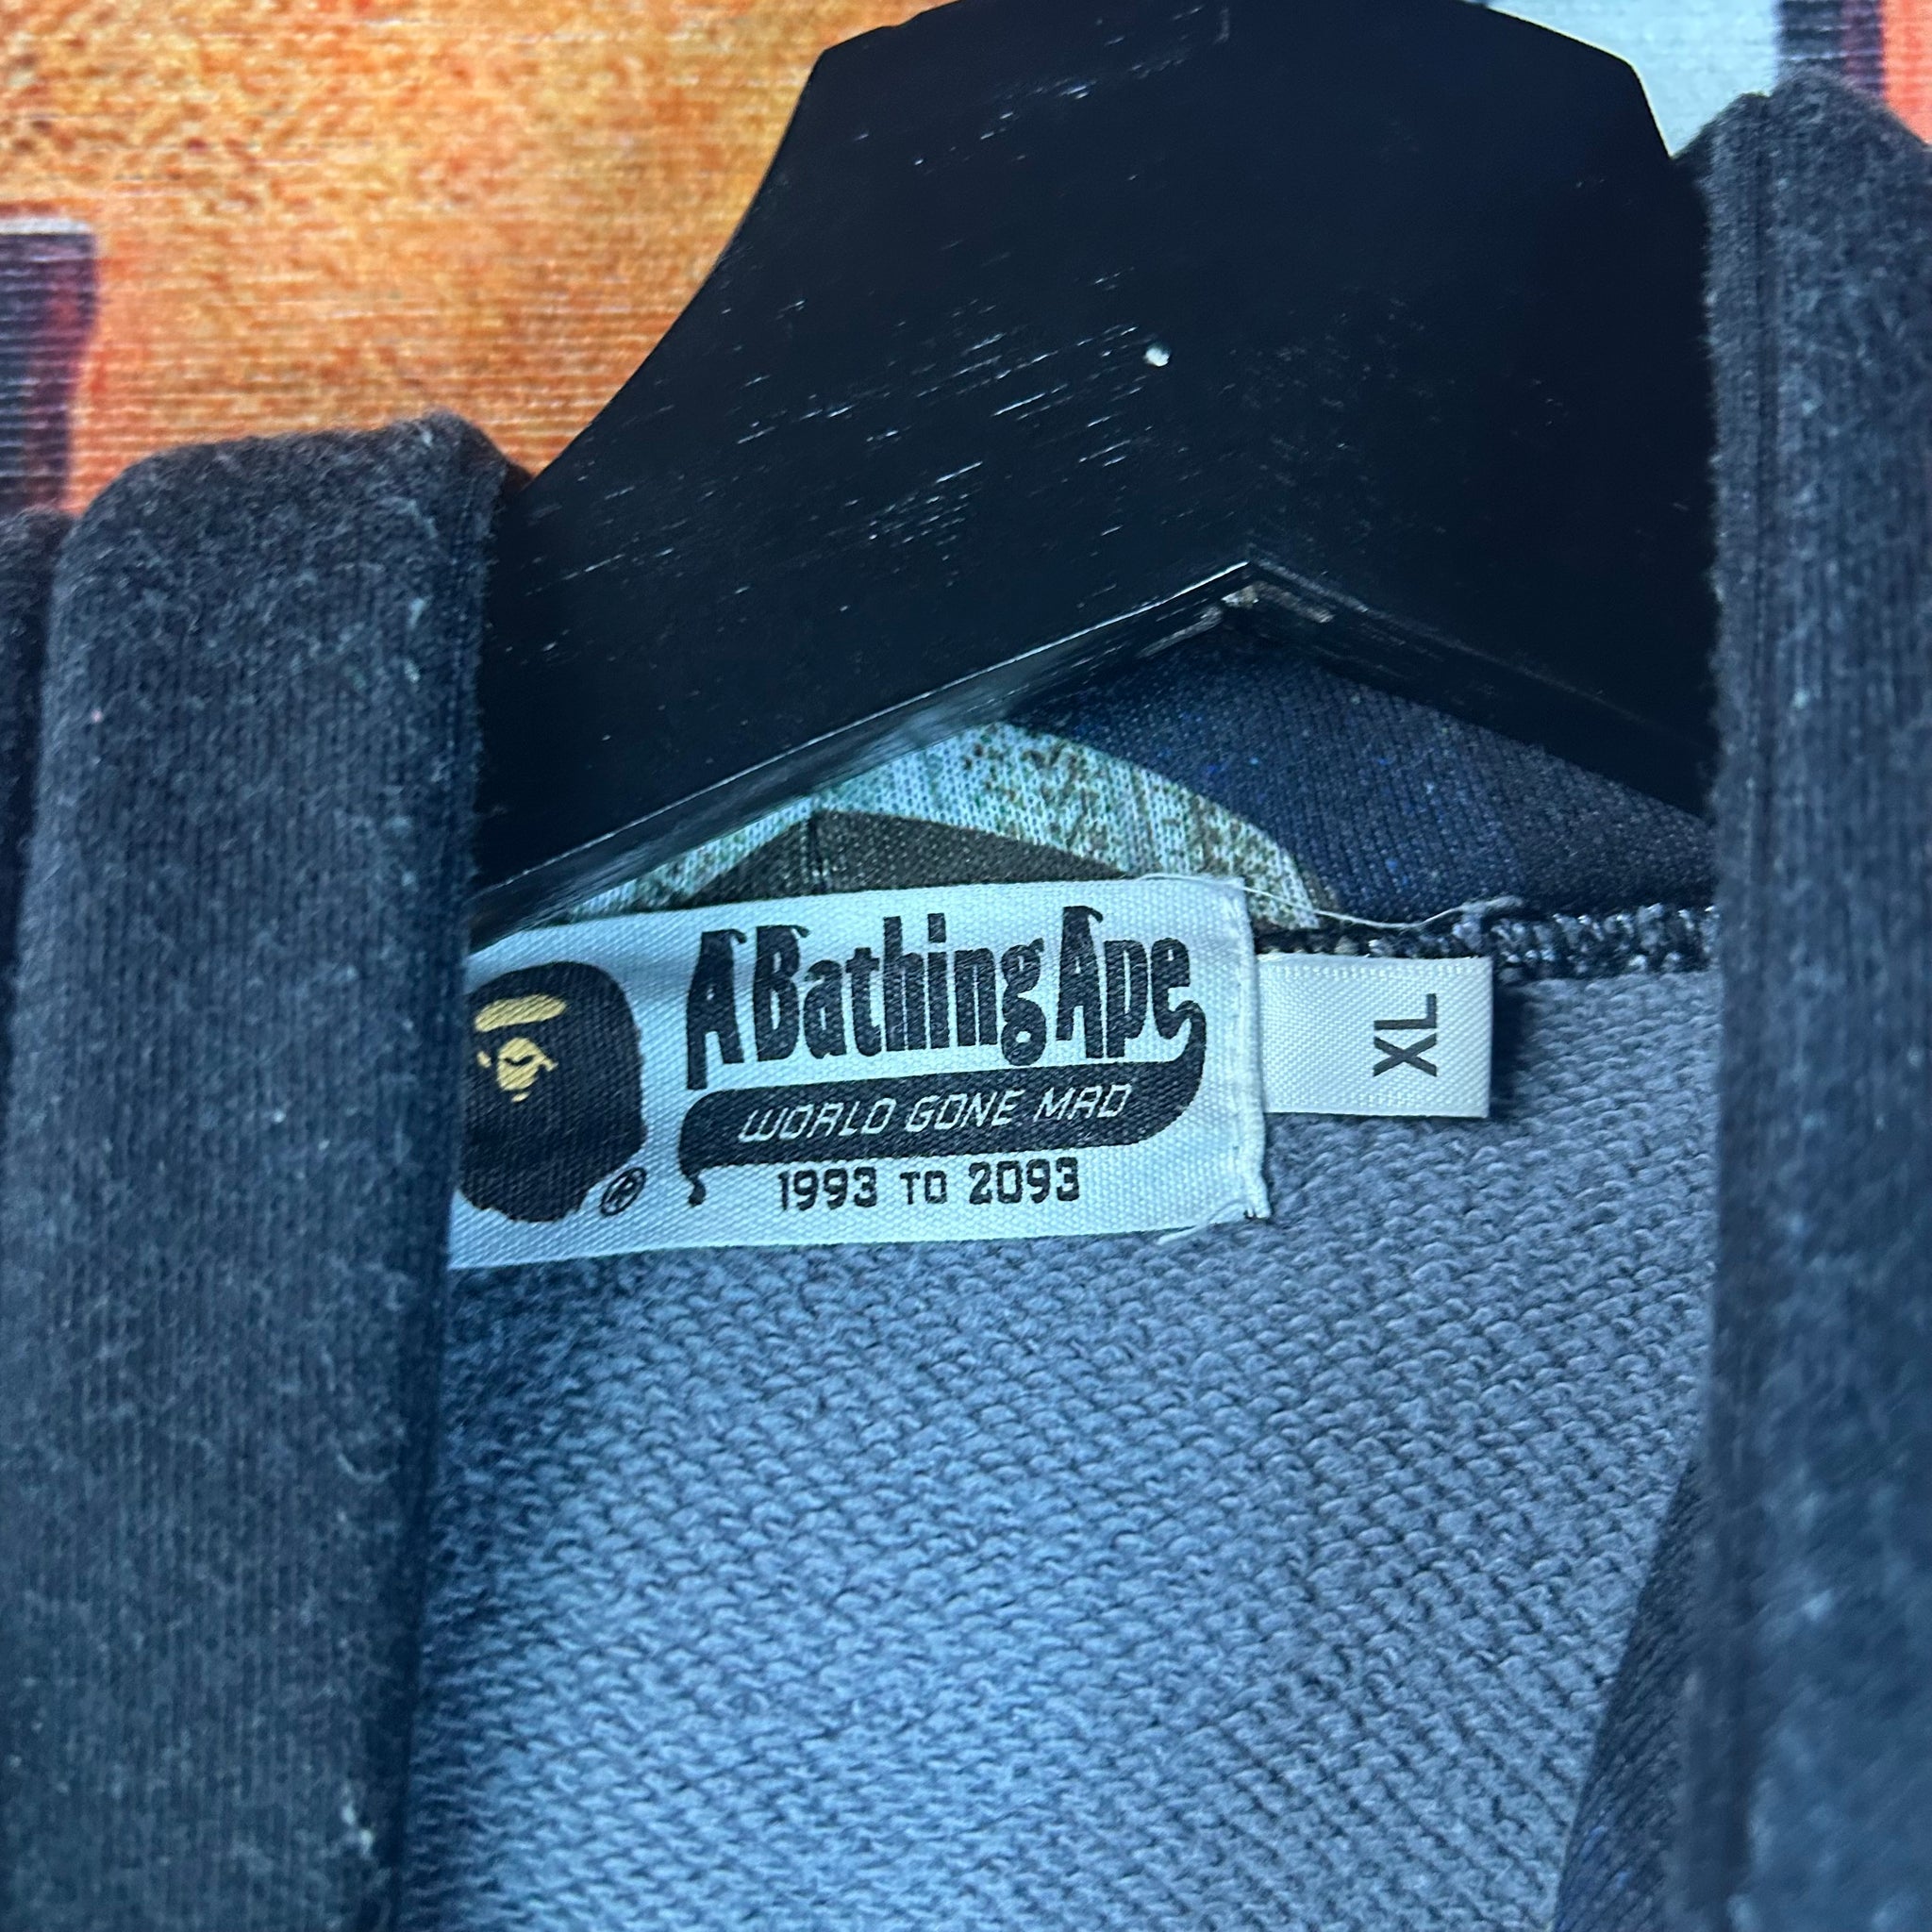 A Bathing Ape
WORLD GONE MAD
1993 TO 2093
®
XL